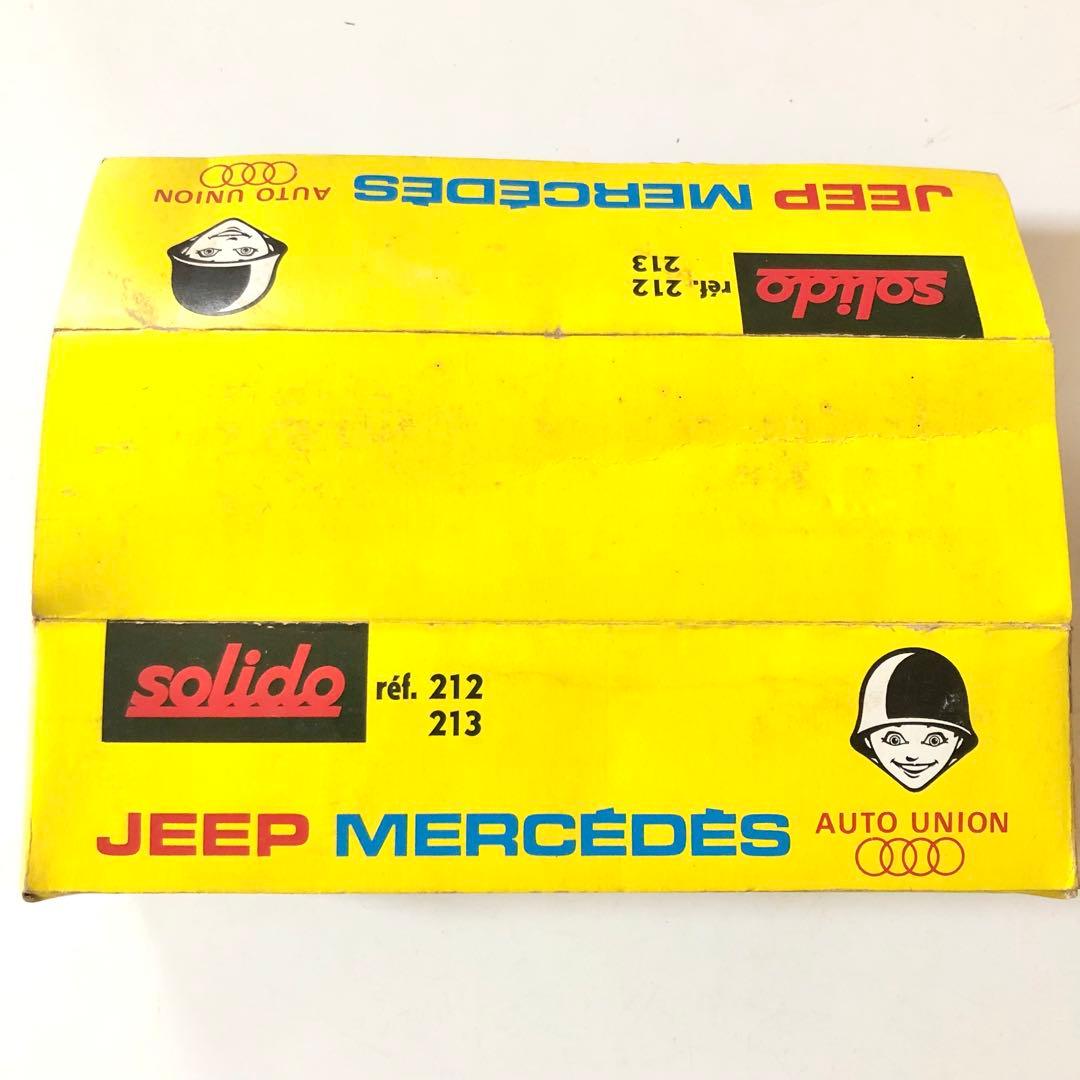 JEEP MERCÉDÈS AUTO UNION
solido réf. 212
213
solido réf. 212
213
JEEP MERCÉDÈS AUTO UNION